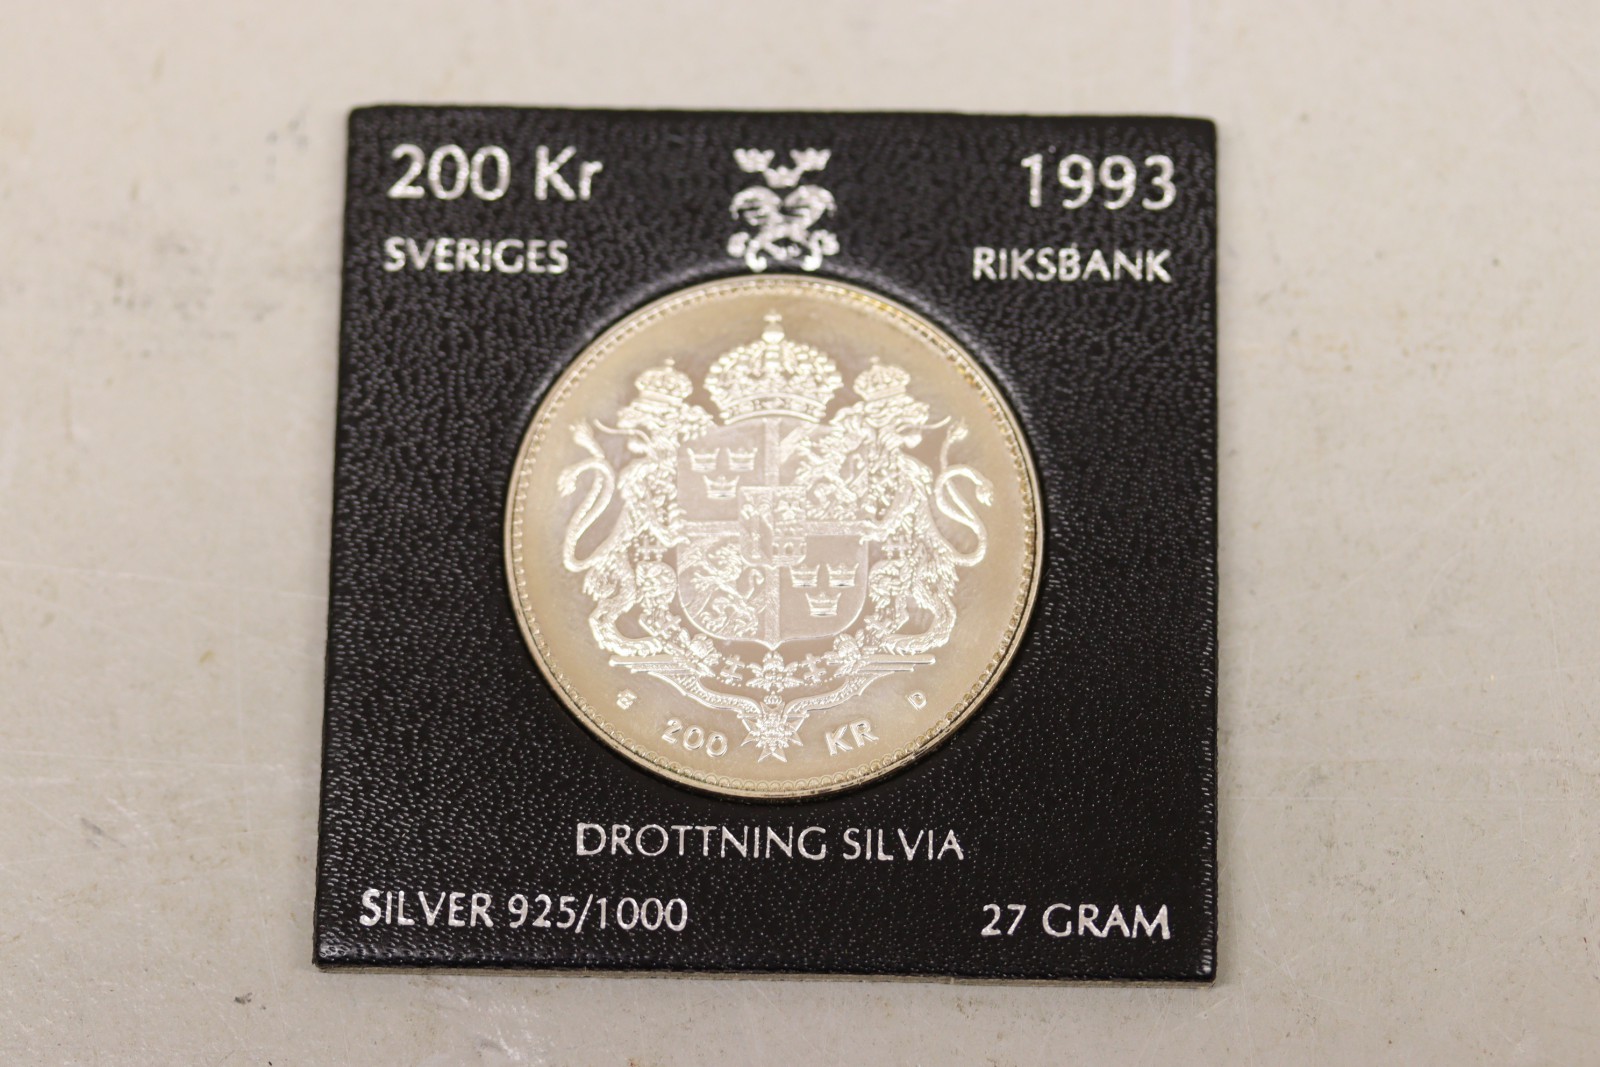 200 Kr 1993
SVERIGES RIKSBANK
D
200 KR
DROTTNING SILVIA
SILVER 925/1000 27 GRAM